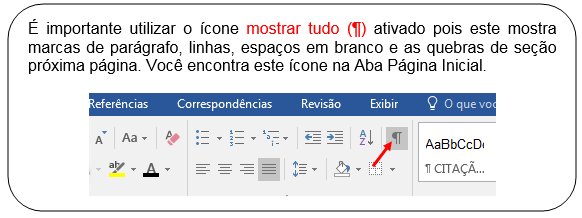 É importante utilizar o ícone mostrar tudo (¶) ativado pois este mostra
marcas de parágrafo, linhas, espaços em branco e as quebras de seção
próxima página. Você encontra este ícone na Aba Página Inicial.
Referências Correspondências Revisão Exibir O que voc
Aa A Z ¶ AaBbCcDc
ab A ¶ CITAÇÃ...